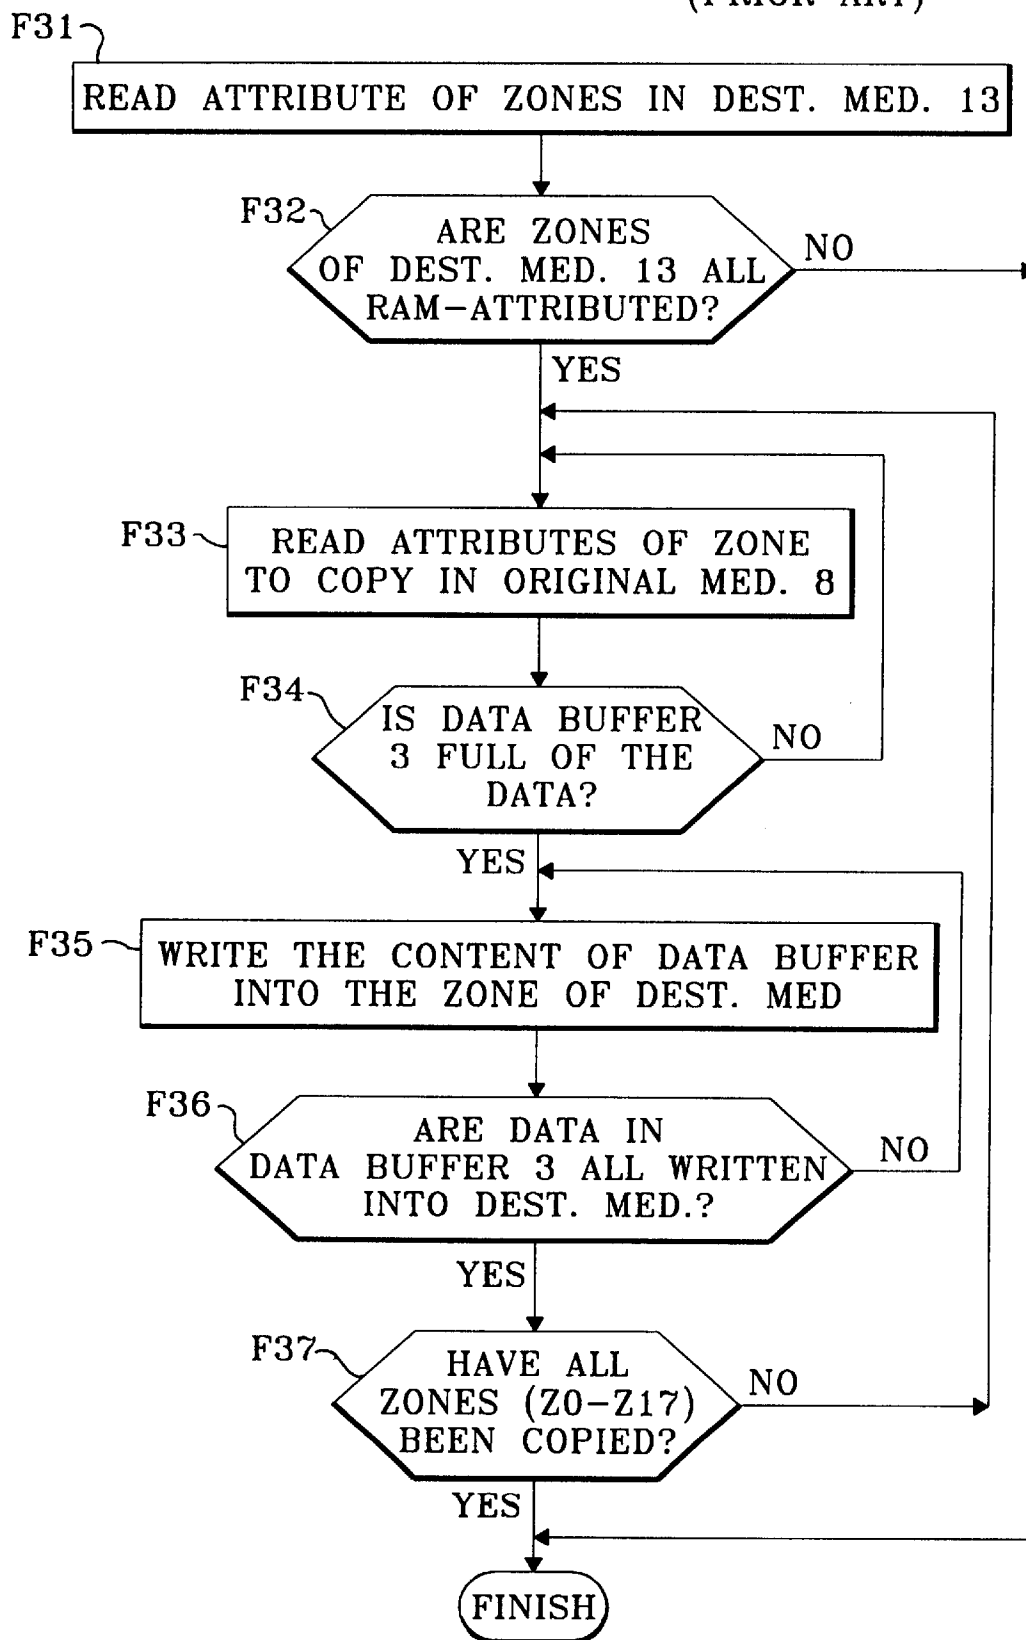 (PRIOR ART)
F31
READ ATTRIBUTE OF ZONES IN DEST. MED. 13
F32
ARE ZONES
OF DEST. MED. 13 ALL
RAM-ATTRIBUTED?
NO
YES
F33
READ ATTRIBUTES OF ZONE
TO COPY IN ORIGINAL MED. 8
F34
IS DATA BUFFER
3 FULL OF THE
DATA?
NO
YES
F35
WRITE THE CONTENT OF DATA BUFFER
INTO THE ZONE OF DEST. MED
F36
ARE DATA IN
DATA BUFFER 3 ALL WRITTEN
INTO DEST. MED.?
NO
YES
F37
HAVE ALL
ZONES (Z0-Z17)
BEEN COPIED?
NO
YES
FINISH